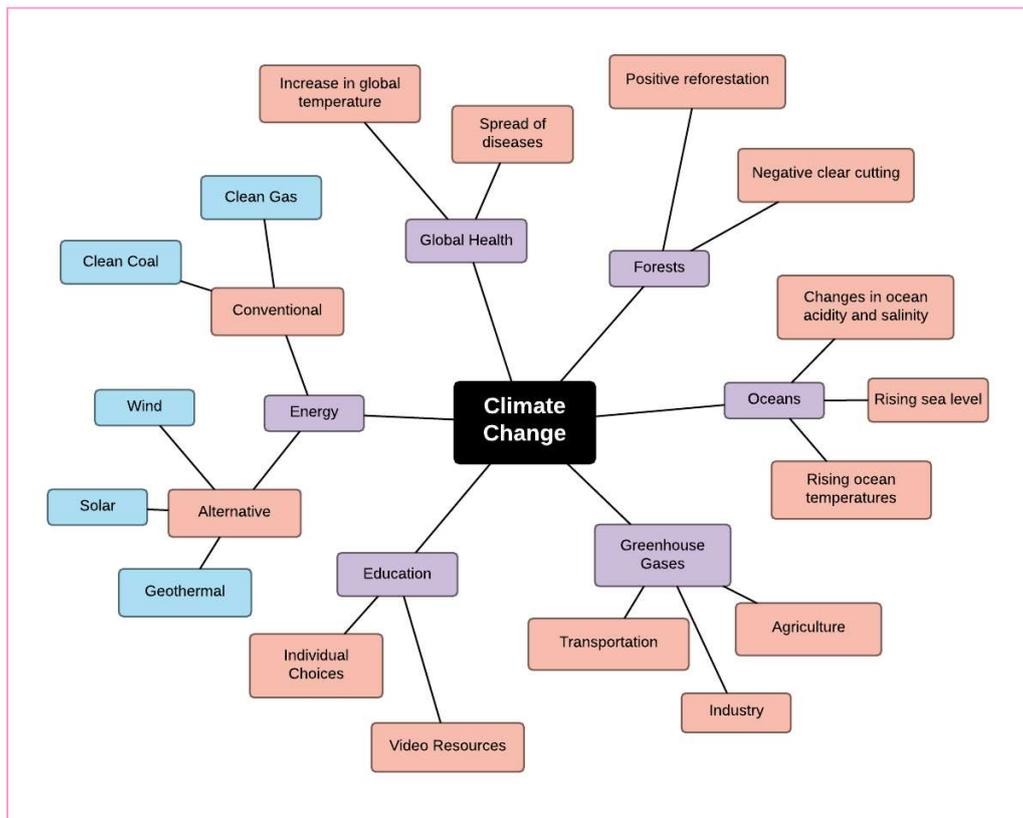 Increase in global
temperature
Spread of
diseases
Positive reforestation
Negative clear cutting
Clean Gas
Clean Coal
Conventional
Global Health
Forests
Changes in ocean
acidity and salinity
Wind
Energy
Climate
Change
Oceans
Rising sea level
Rising ocean
temperatures
Solar
Alternative
Geothermal
Education
Greenhouse
Gases
Individual
Choices
Transportation
Agriculture
Industry
Video Resources